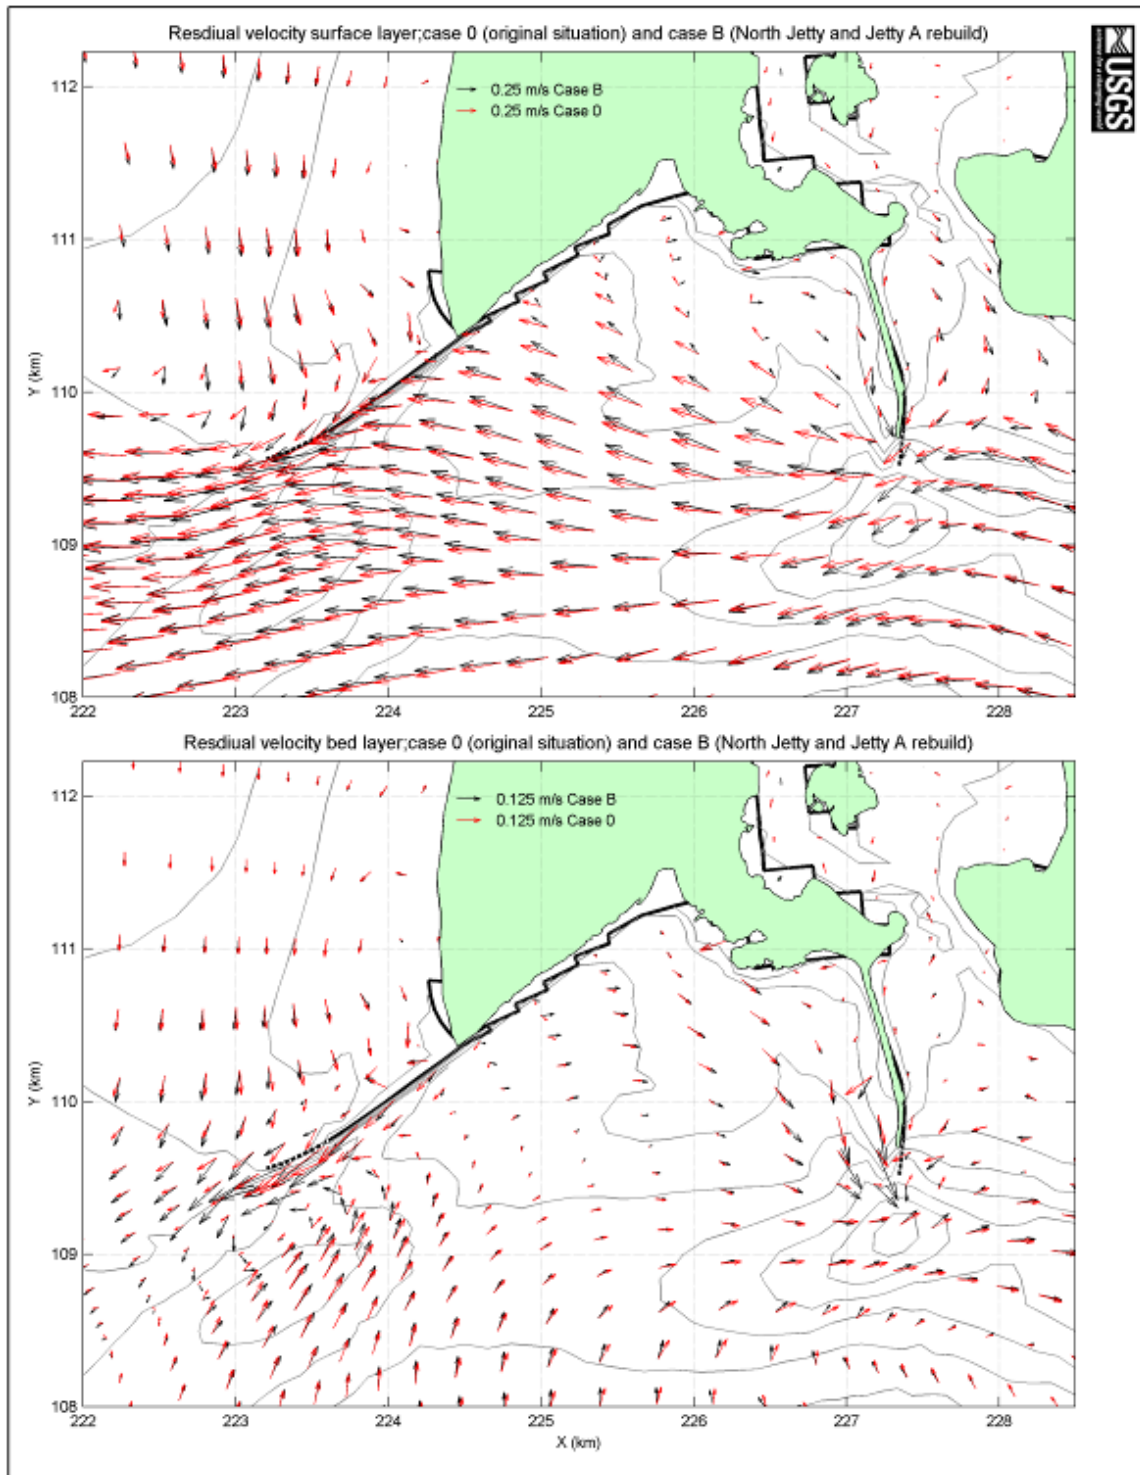 Resdiual velocity surface layer;case 0 (original situation) and case B (North Jetty and Jetty A rebuild)
USGS
0.25 m/s Case B
0.25 m/s Case 0
112
111
110
109
108
Y (km)
222 223 224 225 226 227 228
Resdiual velocity bed layer;case 0 (original situation) and case B (North Jetty and Jetty A rebuild)
0.125 m/s Case B
0.125 m/s Case 0
112
111
110
109
108
Y (km)
222 223 224 225 226 227 228
X (km)